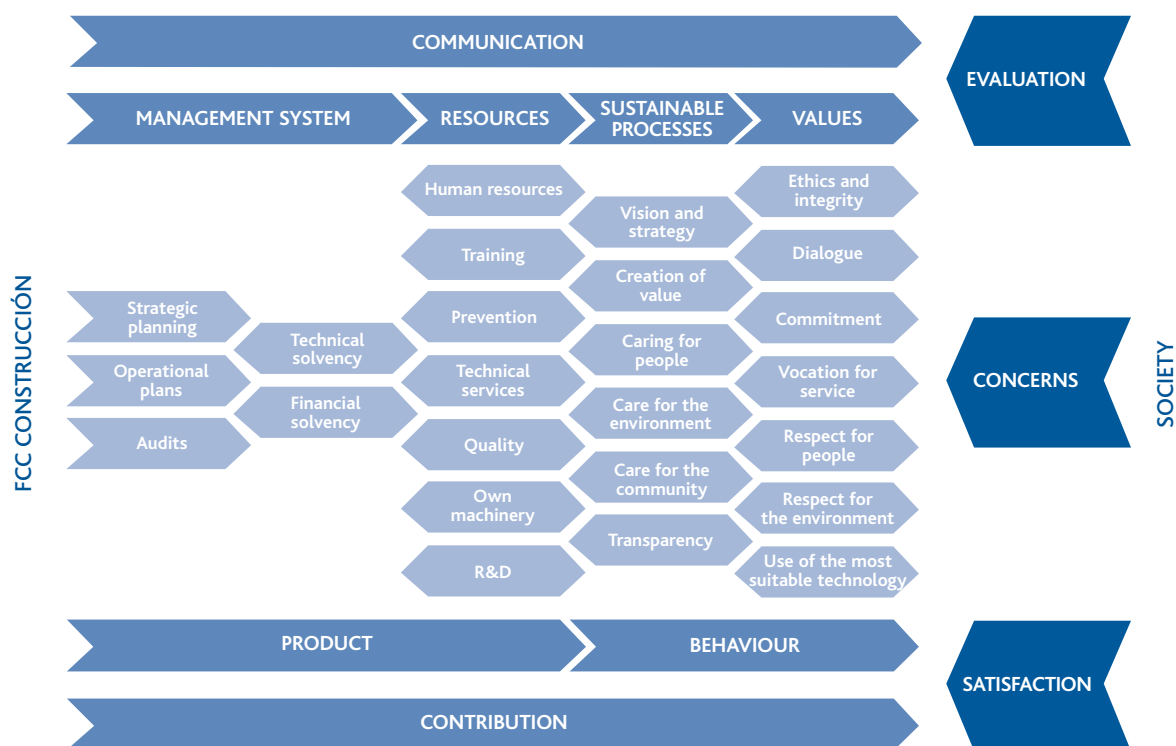 COMMUNICATION
EVALUATION
MANAGEMENT SYSTEM
RESOURCES
SUSTAINABLE
PROCESSES
VALUES
FCC CONSTRUCCIÓN
Strategic
planning
Operational
plans
Audits
Technical
solvency
Financial
solvency
Human resources
Training
Prevention
Technical
services
Quality
Own
machinery
R&D
Vision and
strategy
Creation of
value
Caring for
people
Care for the
environment
Care for the
community
Transparency
Ethics and
integrity
Dialogue
Commitment
Vocation for
service
Respect for
people
Respect for
the environment
Use of the most
suitable technology
CONCERNS
SOCIETY
PRODUCT
BEHAVIOUR
SATISFACTION
CONTRIBUTION